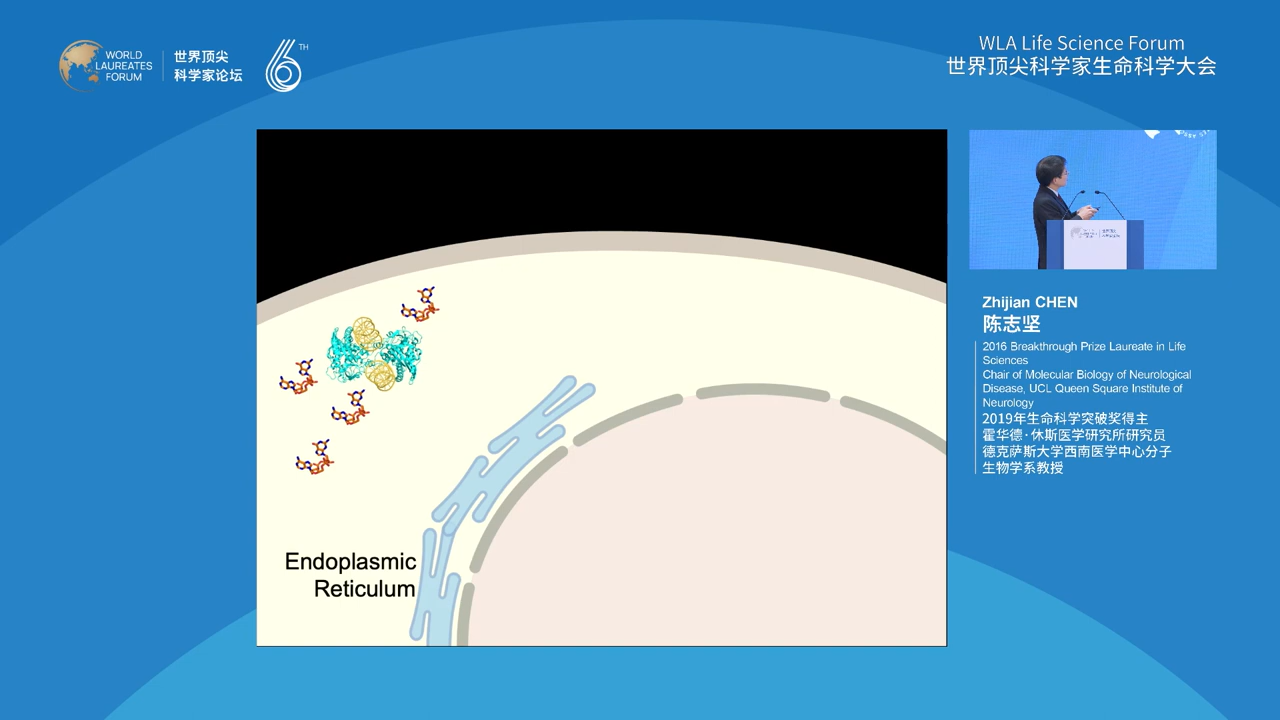 WORLD
LAUREATES
FORUM
世界顶尖
科学家论坛
6TH
WLA Life Science Forum
世界顶尖科学家生命科学大会
Endoplasmic
Reticulum
Zhijian CHEN
陈志坚
2016 Breakthrough Prize Laureate in Life
Sciences
Chair of Molecular Biology of Neurological
Disease, UCL Queen Square Institute of
Neurology
2019年生命科学突破奖得主
霍华德·休斯医学研究所研究员
德克萨斯大学西南医学中心分子
生物学系教授